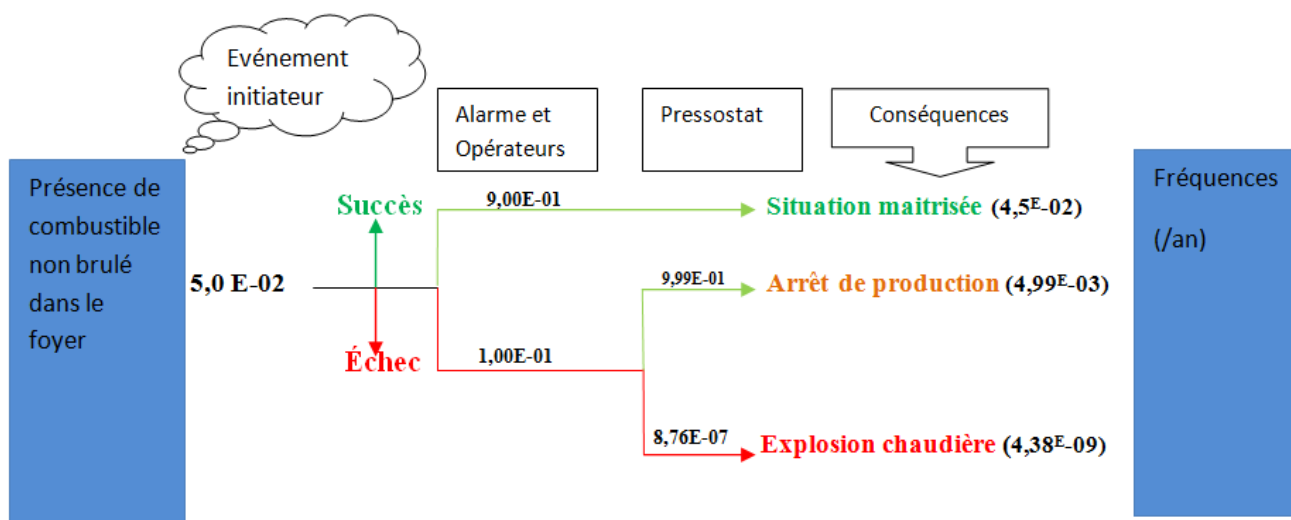 Evénement
initiateur
Alarme et
Opérateurs
Pressostat
Conséquences
Présence de
combustible
non brulé
dans le
foyer
Fréquences
(/an)
Succès
9,00E-01
Situation maitrisée (4,5E-02)
5,0 E-02
9,99E-01
Arrêt de production (4,99E-03)
Échec
1,00E-01
8,76E-07
Explosion chaudière (4,38E-09)